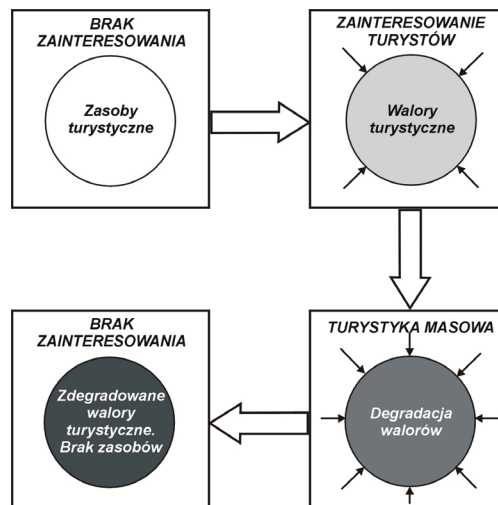 BRAK
ZAINTERESOWANIA
Zasoby
turystyczne
ZAINTERESOWANIE
TURYSTÓW
Walory
turystyczne
BRAK
ZAINTERESOWANIA
Zdegradowane
walory
turystyczne.
Brak zasobów
TURYSTYKA MASOWA
Degradacja
walorów